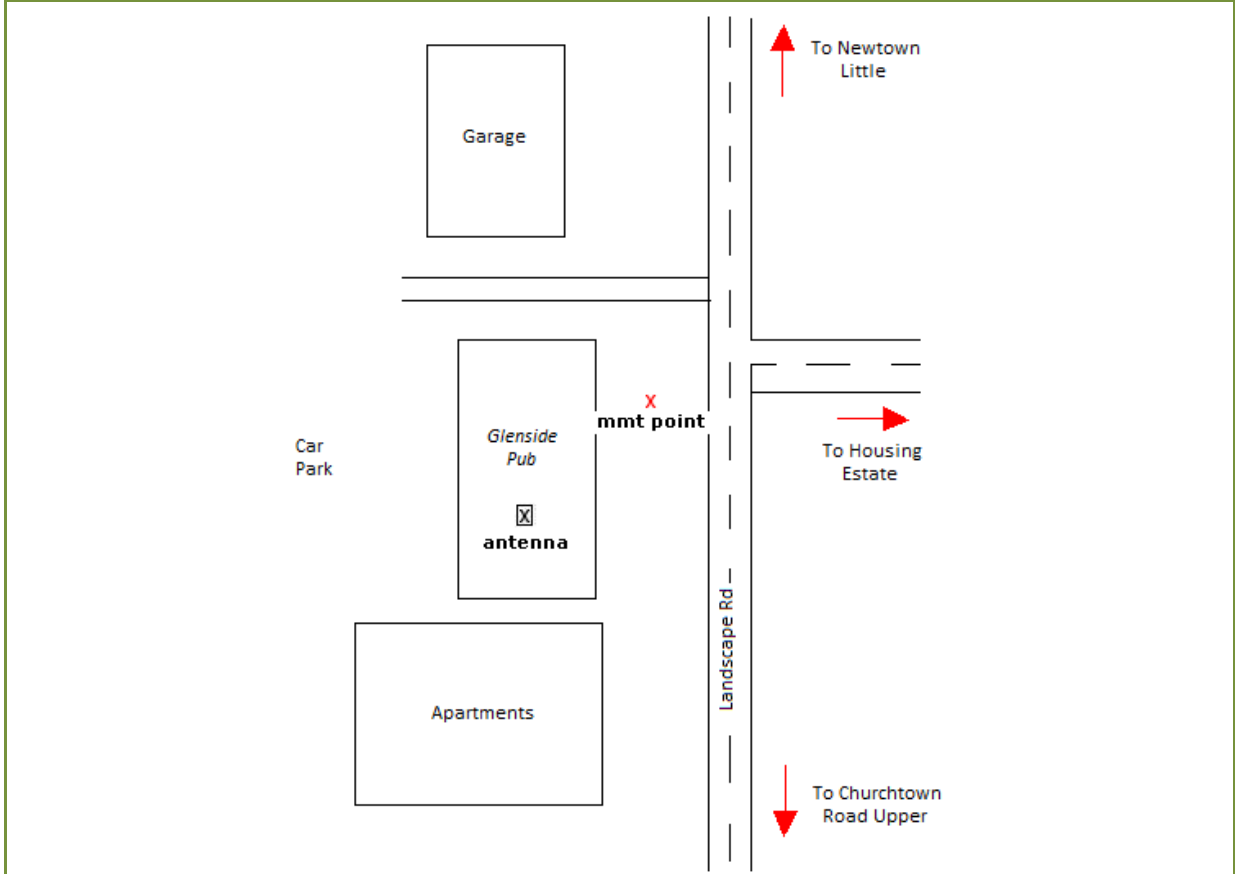 To Newtown
Little
Garage
X
mmt point
Glenside
Pub
Car
Park
To Housing
Estate
X
antenna
Landscape Rd
Apartments
To Churchtown
Road Upper